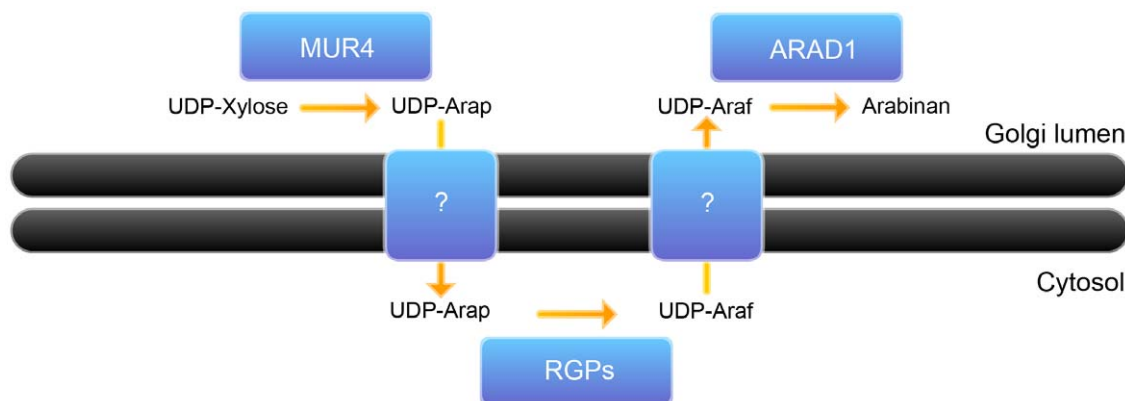 MUR4
ARAD1
UDP-Xylose
UDP-Arap
UDP-Araf
Arabinan
Golgi lumen
?
?
Cytosol
UDP-Arap
UDP-Araf
RGPs